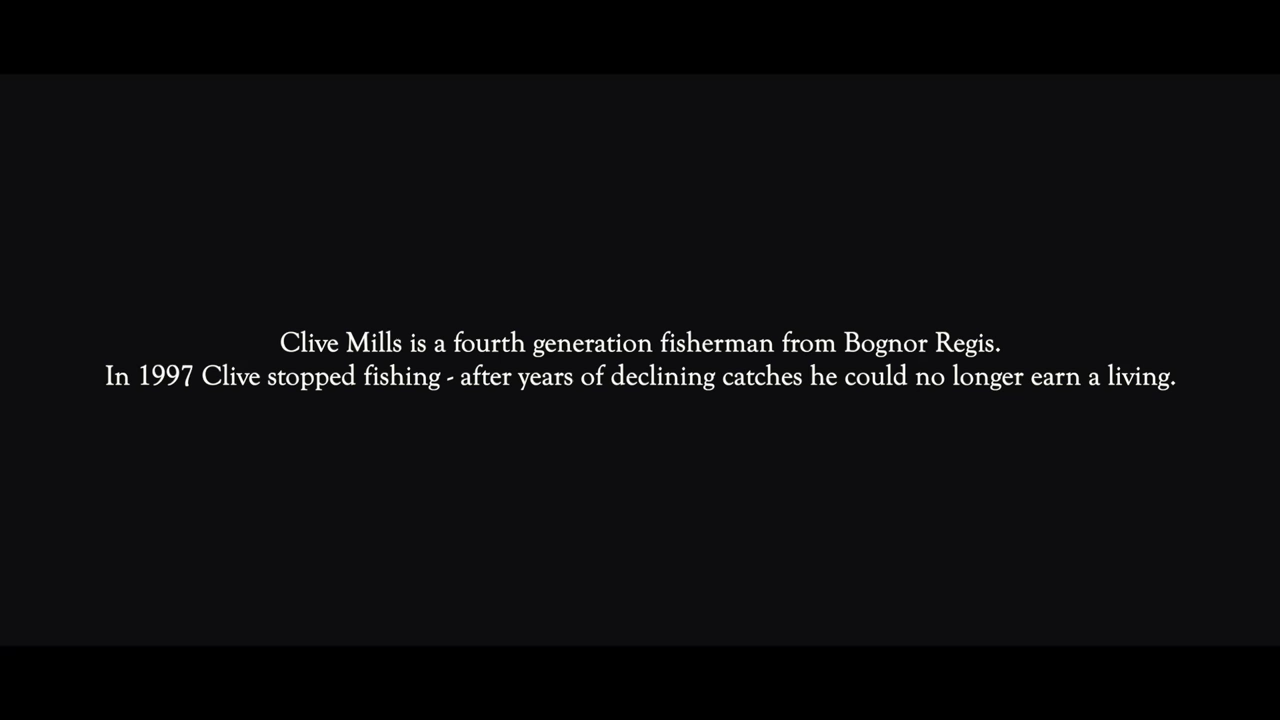 Clive Mills is a fourth generation fisherman from Bognor Regis.
In 1997 Clive stopped fishing - after years of declining catches he could no longer earn a living.